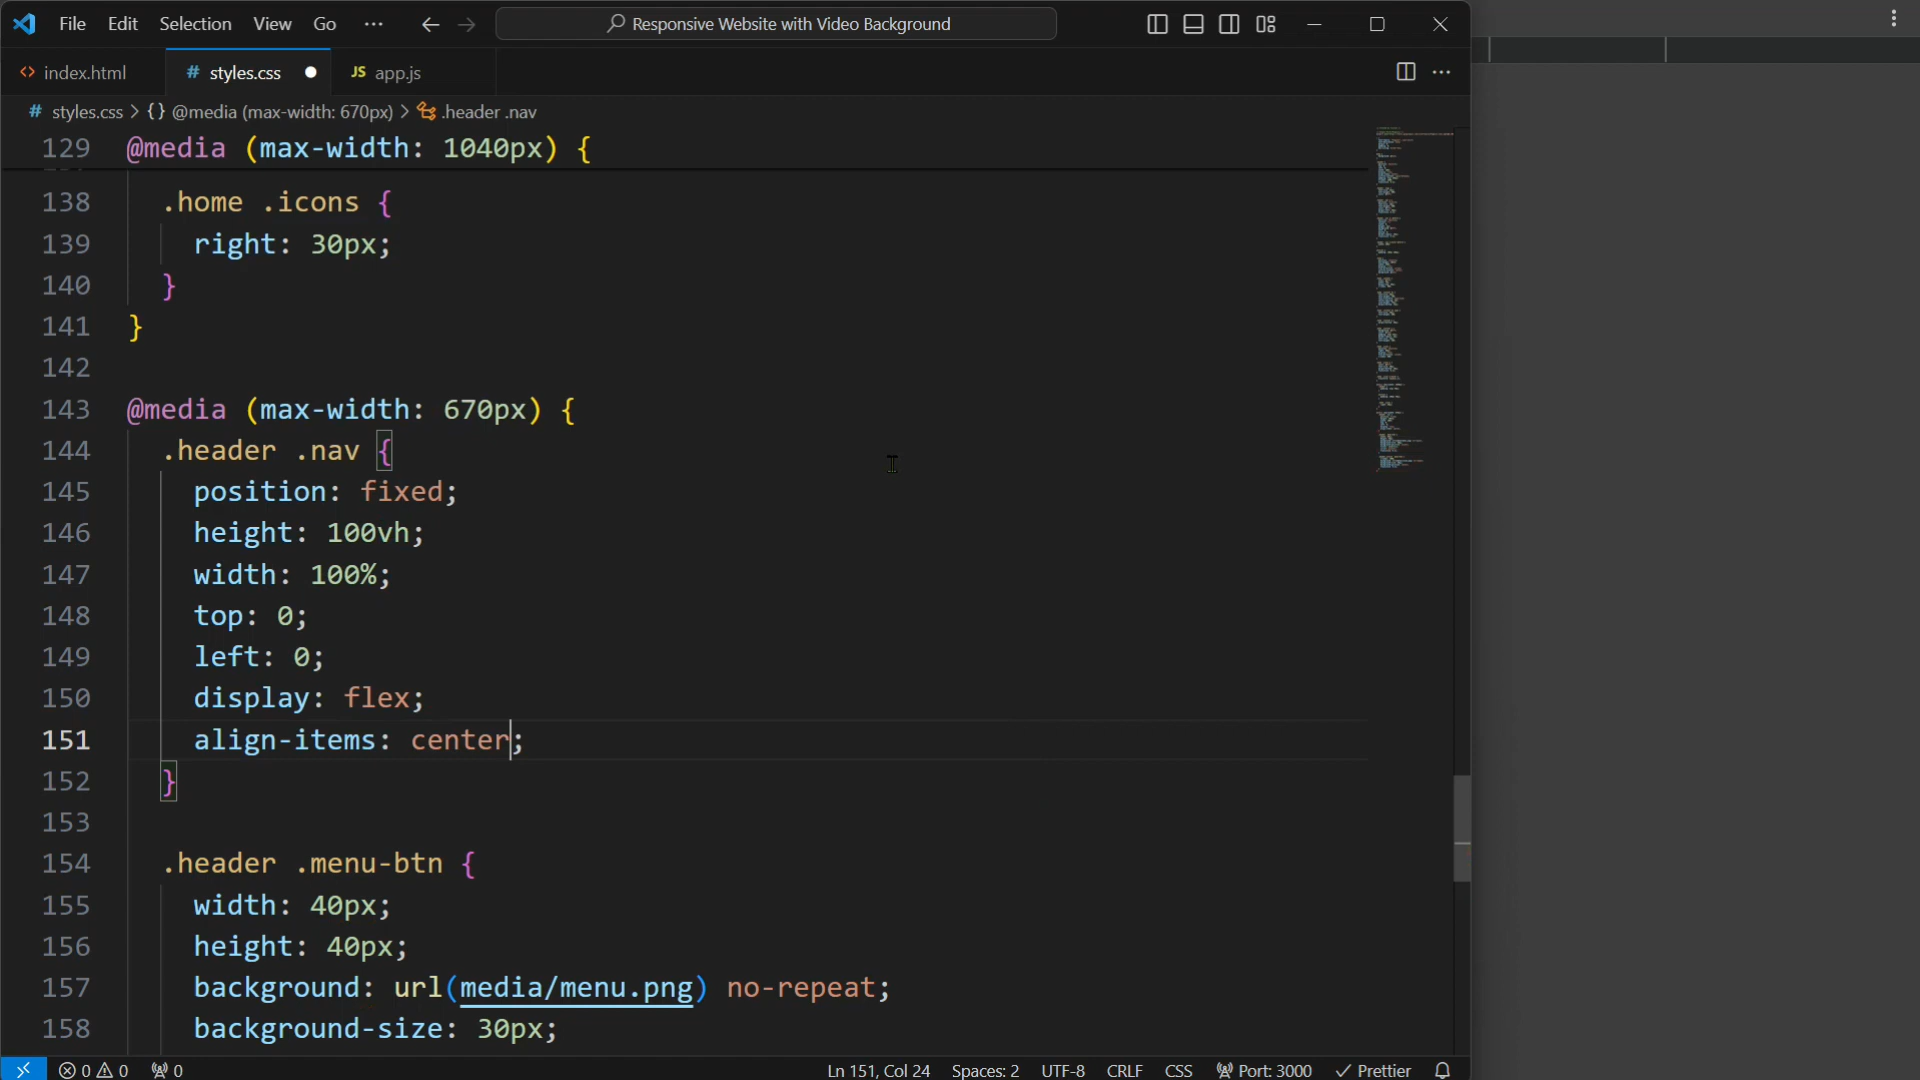 File Edit Selection View Go ··· Responsive Website with Video Background
index.html # styles.css JS app.js
# styles.css > {} @media (max-width: 670px) > .header .nav
129 @media (max-width: 1040px) {
138 .home .icons {
139 right: 30px;
140 }
141 }
142
143 @media (max-width: 670px) {
144 .header .nav {
145 position: fixed;
146 height: 100vh;
147 width: 100%;
148 top: 0;
149 left: 0;
150 display: flex;
151 align-items: center;
152 }
153
154 .header .menu-btn {
155 width: 40px;
156 height: 40px;
157 background: url(media/menu.png) no-repeat;
158 background-size: 30px;
0 0 0 Ln 151, Col 24 Spaces: 2 UTF-8 CRLF CSS Port: 3000 Prettier